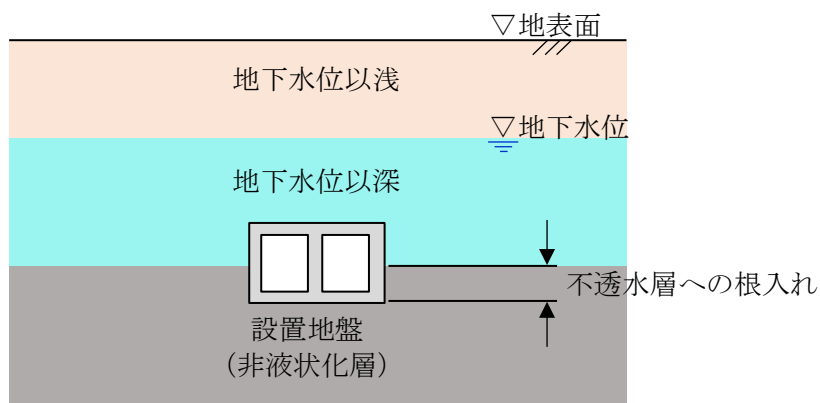 ▽地表面
地下水位以浅
▽地下水位
地下水位以深
不透水層への根入れ
設置地盤
（非液状化層）